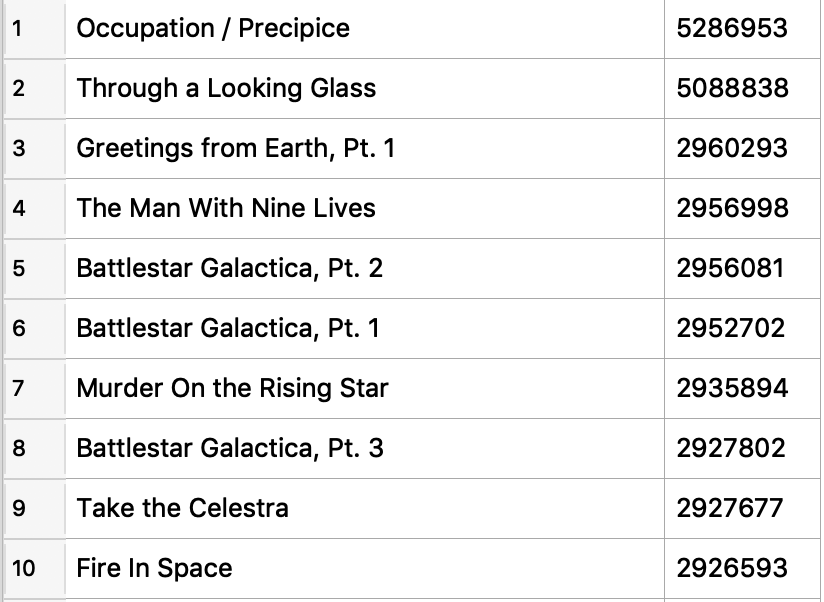 1 Occupation / Precipice 5286953
2 Through a Looking Glass 5088838
3 Greetings from Earth, Pt. 1 2960293
4 The Man With Nine Lives 2956998
5 Battlestar Galactica, Pt. 2 2956081
6 Battlestar Galactica, Pt. 1 2952702
7 Murder On the Rising Star 2935894
8 Battlestar Galactica, Pt. 3 2927802
9 Take the Celestra 2927677
10 Fire In Space 2926593